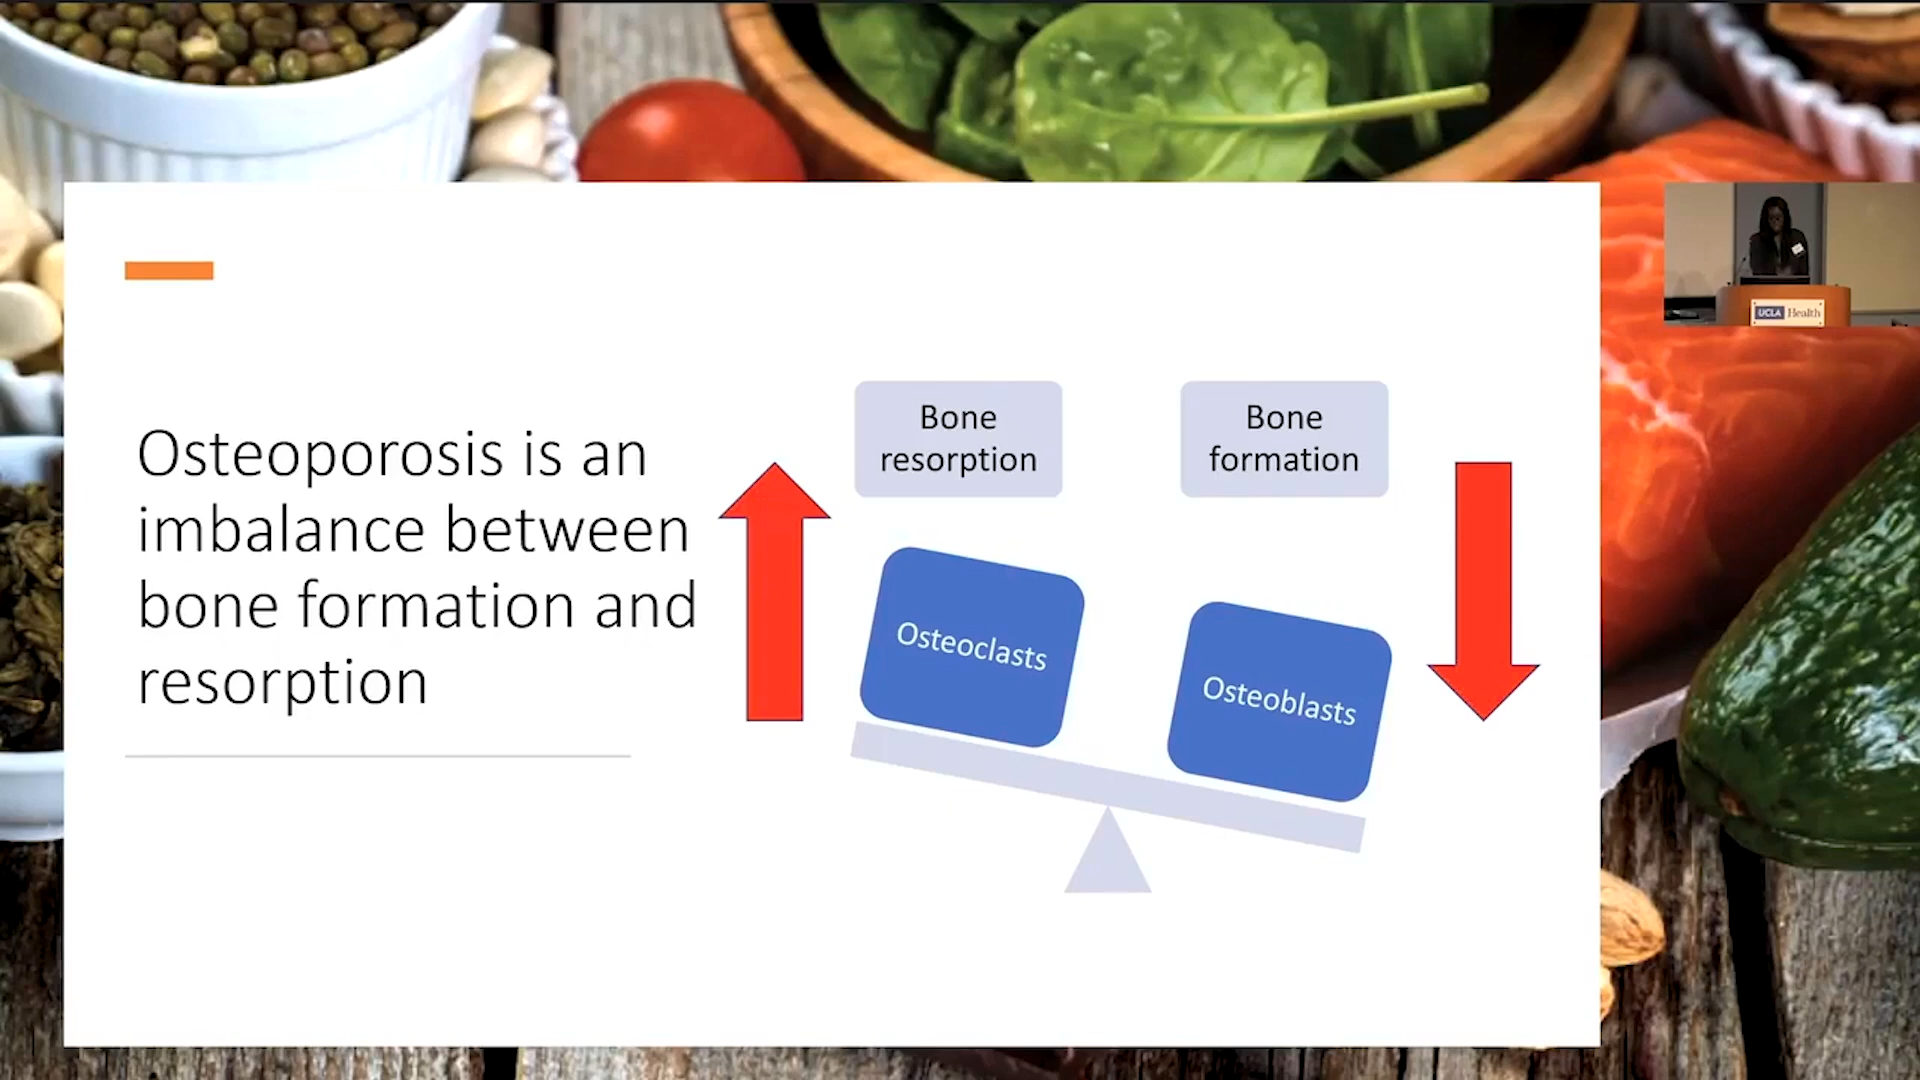 Osteoporosis is an
imbalance between
bone formation and
resorption
Bone
resorption
Bone
formation
Osteoclasts
Osteoblasts
UCLA Health